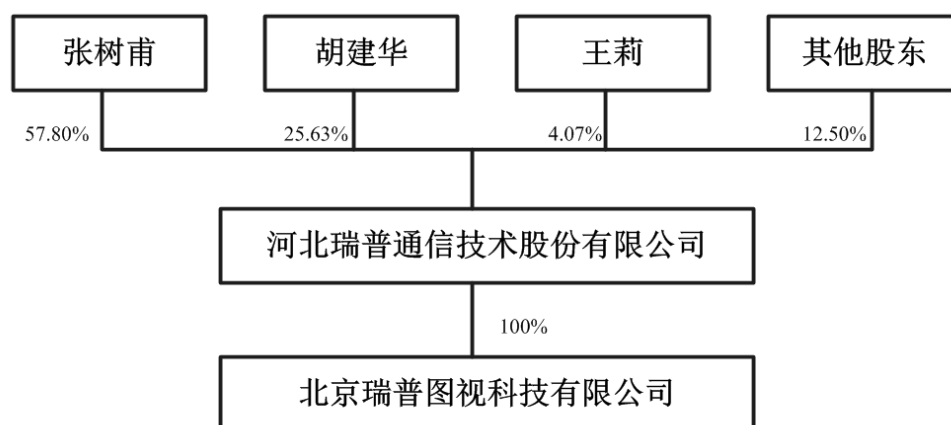 张树甫 胡建华 王莉 其他股东
57.80% 25.63% 4.07% 12.50%
河北瑞普通信技术股份有限公司
100%
北京瑞普图视科技有限公司